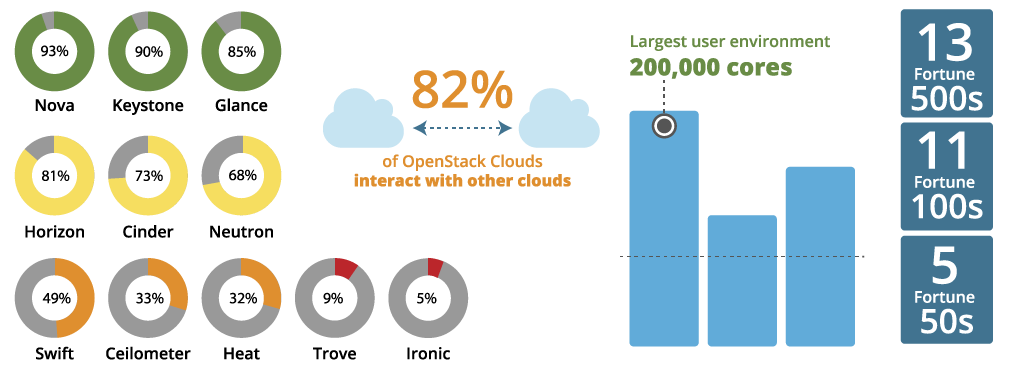 93%
90%
85%
Nova
Keystone
Glance
81%
73%
68%
Horizon
Cinder
Neutron
49%
33%
32%
9%
5%
Swift
Ceilometer
Heat
Trove
Ironic
82%
of OpenStack Clouds
interact with other clouds
Largest user environment
200,000 cores
13
Fortune
500s
11
Fortune
100s
5
Fortune
50s